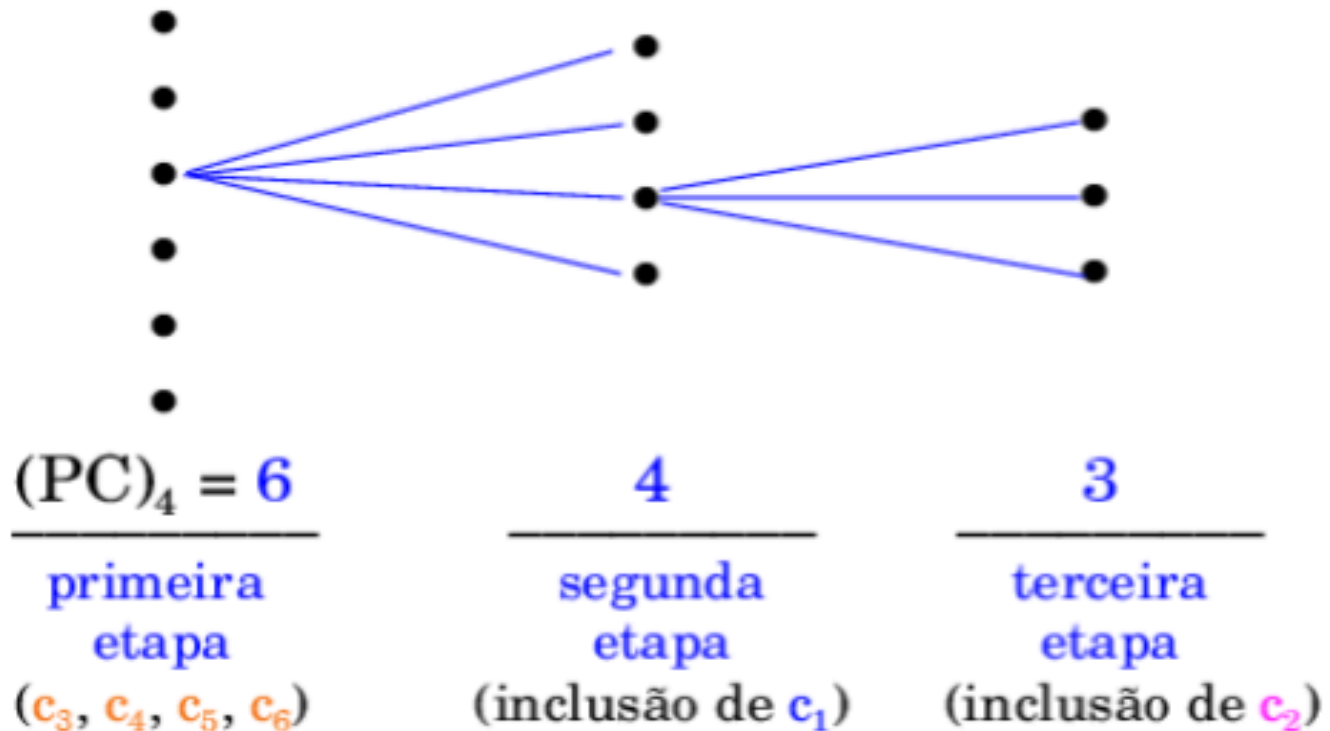 (PC)₄ = 6 4 3
primeira segunda terceira
etapa etapa etapa
(c₃, c₄, c₅, c₆) (inclusão de c₁) (inclusão de c₂)